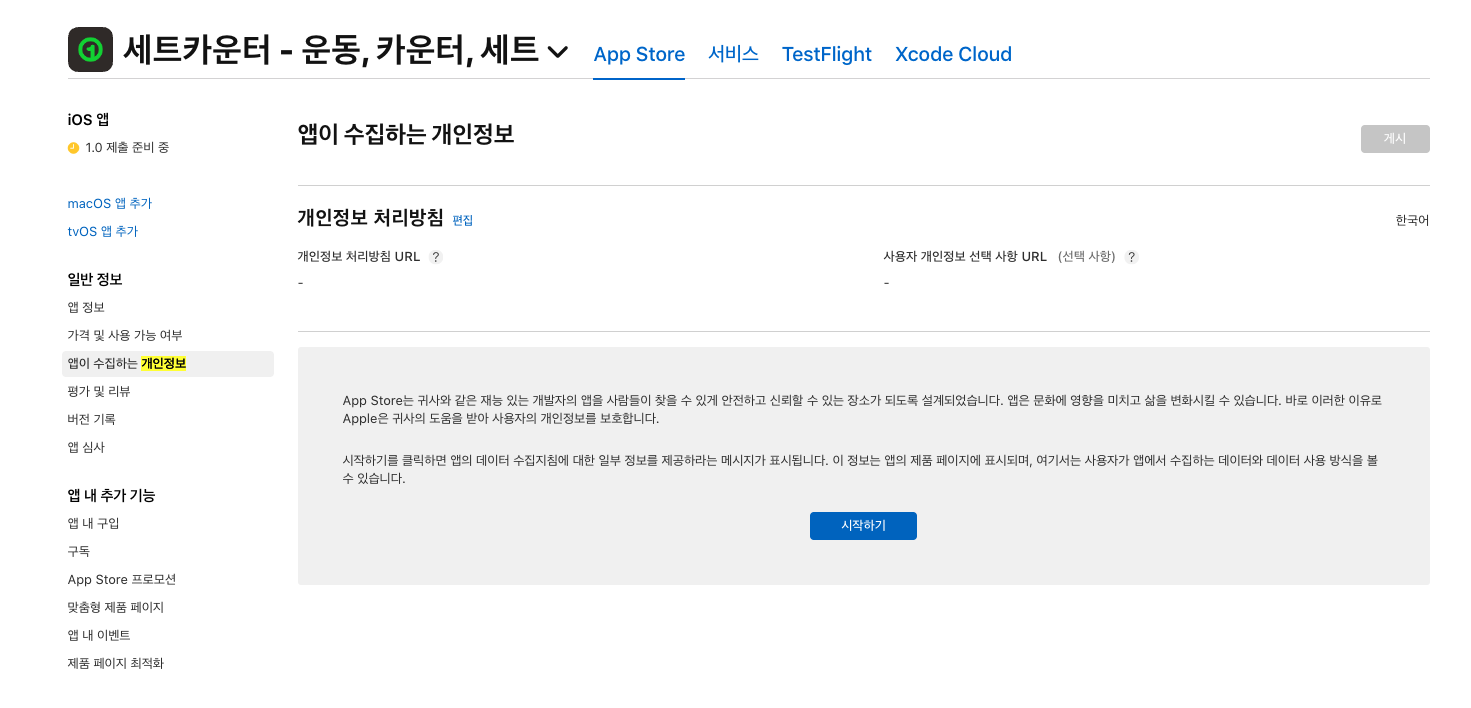 세트카운터 - 운동, 카운터, 세트
App Store 서비스 TestFlight Xcode Cloud
iOS 앱
1.0 제출 준비 중
macOS 앱 추가
tvOS 앱 추가
일반 정보
앱 정보
가격 및 사용 가능 여부
앱이 수집하는 개인정보
평가 및 리뷰
버전 기록
앱 심사
앱 내 추가 기능
앱 내 구입
구독
App Store 프로모션
맞춤형 제품 페이지
앱 내 이벤트
제품 페이지 최적화
앱이 수집하는 개인정보
게시
개인정보 처리방침 편집
한국어
개인정보 처리방침 URL ?
-
사용자 개인정보 선택 사항 URL (선택 사항) ?
-
App Store는 귀사와 같은 재능 있는 개발자의 앱을 사람들이 찾을 수 있게 안전하고 신뢰할 수 있는 장소가 되도록 설계되었습니다. 앱은 문화에 영향을 미치고 삶을 변화시킬 수 있습니다. 바로 이러한 이유로
Apple은 귀사의 도움을 받아 사용자의 개인정보를 보호합니다.
시작하기를 클릭하면 앱의 데이터 수집지침에 대한 일부 정보를 제공하라는 메시지가 표시됩니다. 이 정보는 앱의 제품 페이지에 표시되며, 여기서는 사용자가 앱에서 수집하는 데이터와 데이터 사용 방식을 볼
수 있습니다.
시작하기